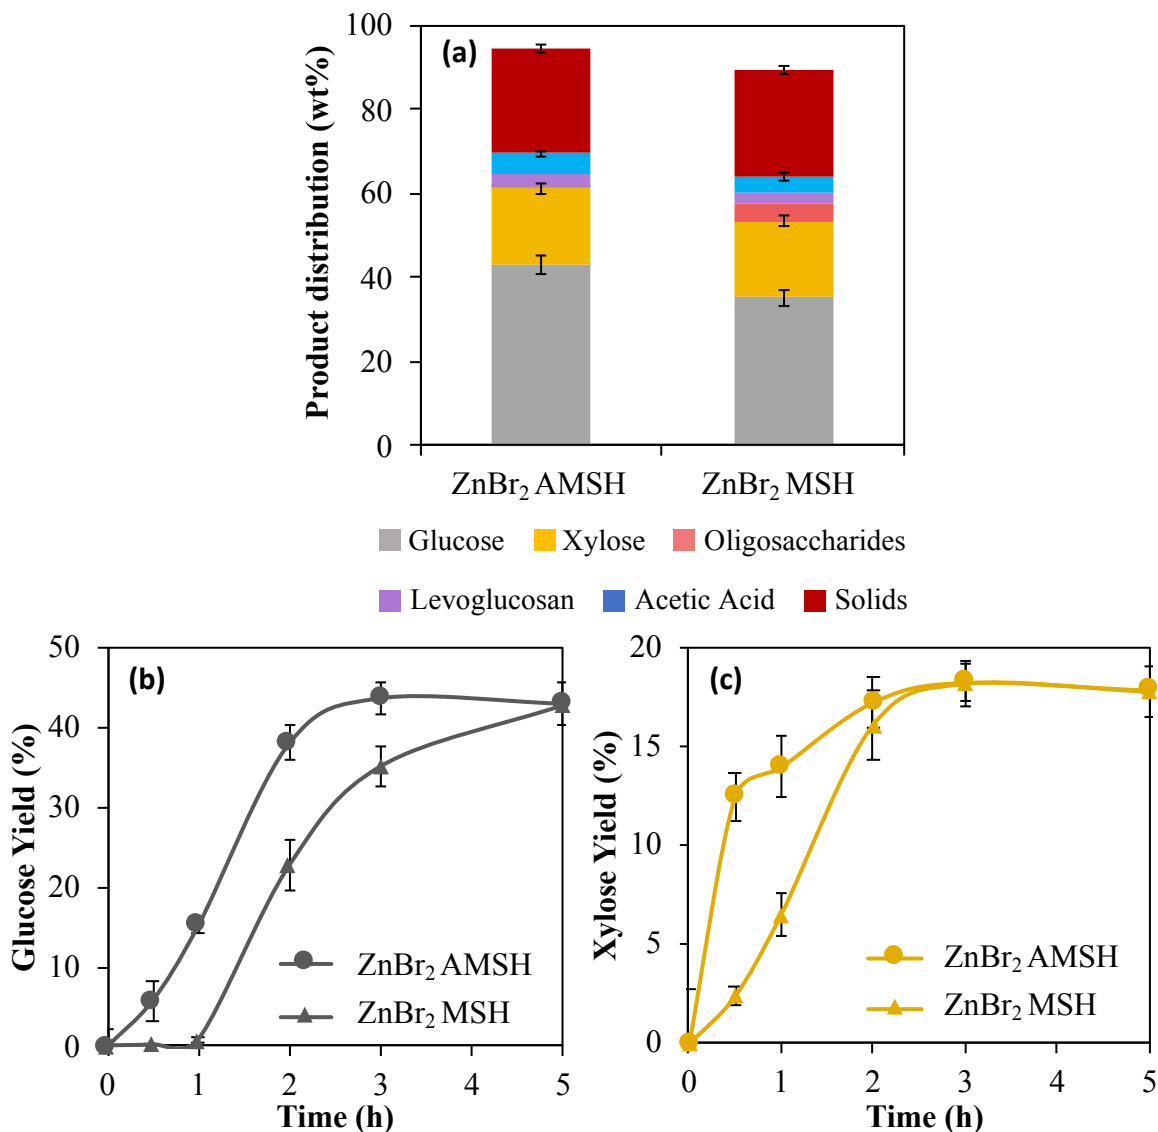 (a)
Product distribution (wt%)
100
80
60
40
20
0
ZnBr₂ AMSH ZnBr₂ MSH
Glucose Xylose Oligosaccharides
Levoglucosan Acetic Acid Solids
(b)
Glucose Yield (%)
50
40
30
20
10
0
ZnBr₂ AMSH
ZnBr₂ MSH
0 1 2 3 4 5
Time (h)
(c)
Xylose Yield (%)
20
15
10
5
0
ZnBr₂ AMSH
ZnBr₂ MSH
0 1 2 3 4 5
Time (h)